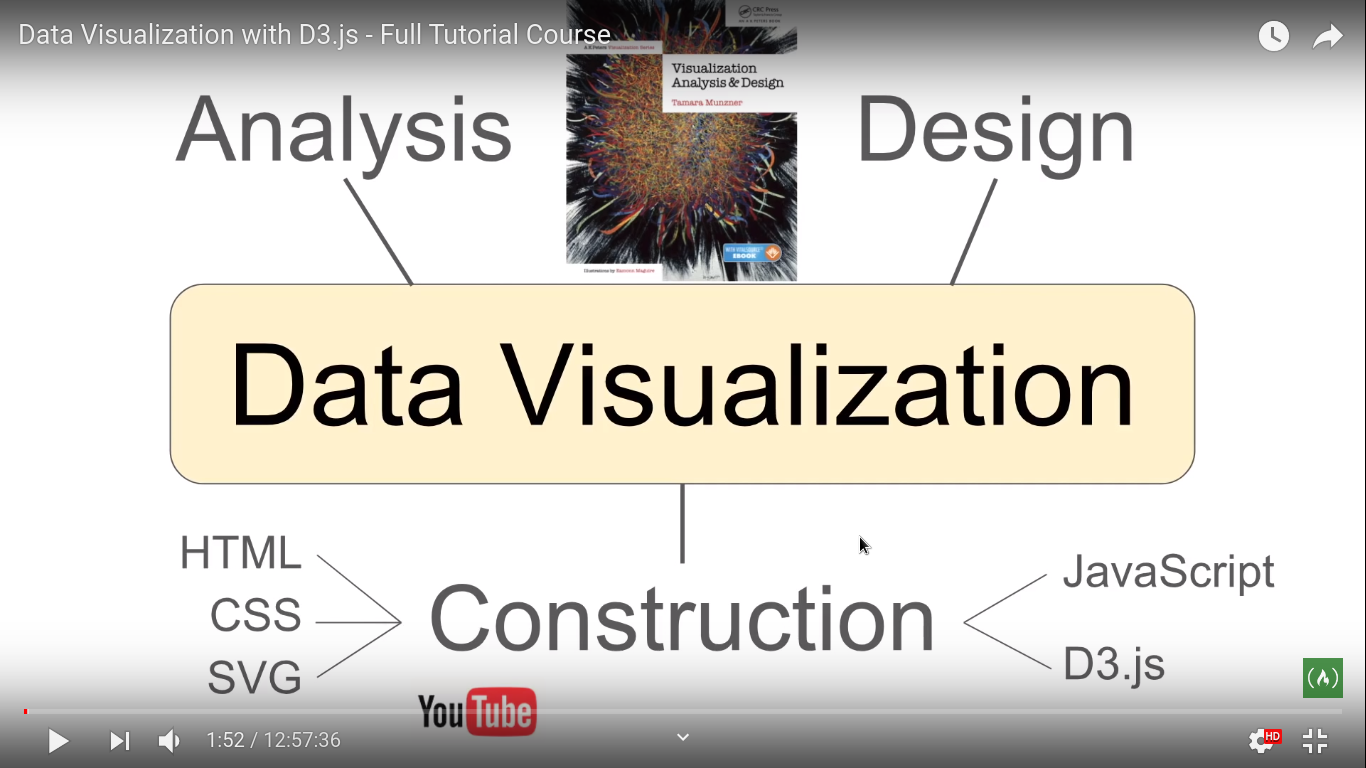 Data Visualization with D3.js - Full Tutorial Course
CRC Press
A K Peters Visualization Series
Visualization
Analysis & Design
Tamara Munzner
EBOOK
Illustrations by Eamonn Maguire
Analysis
Design
Data Visualization
HTML
CSS
SVG
Construction
JavaScript
D3.js
YouTube
1:52 / 12:57:36
HD